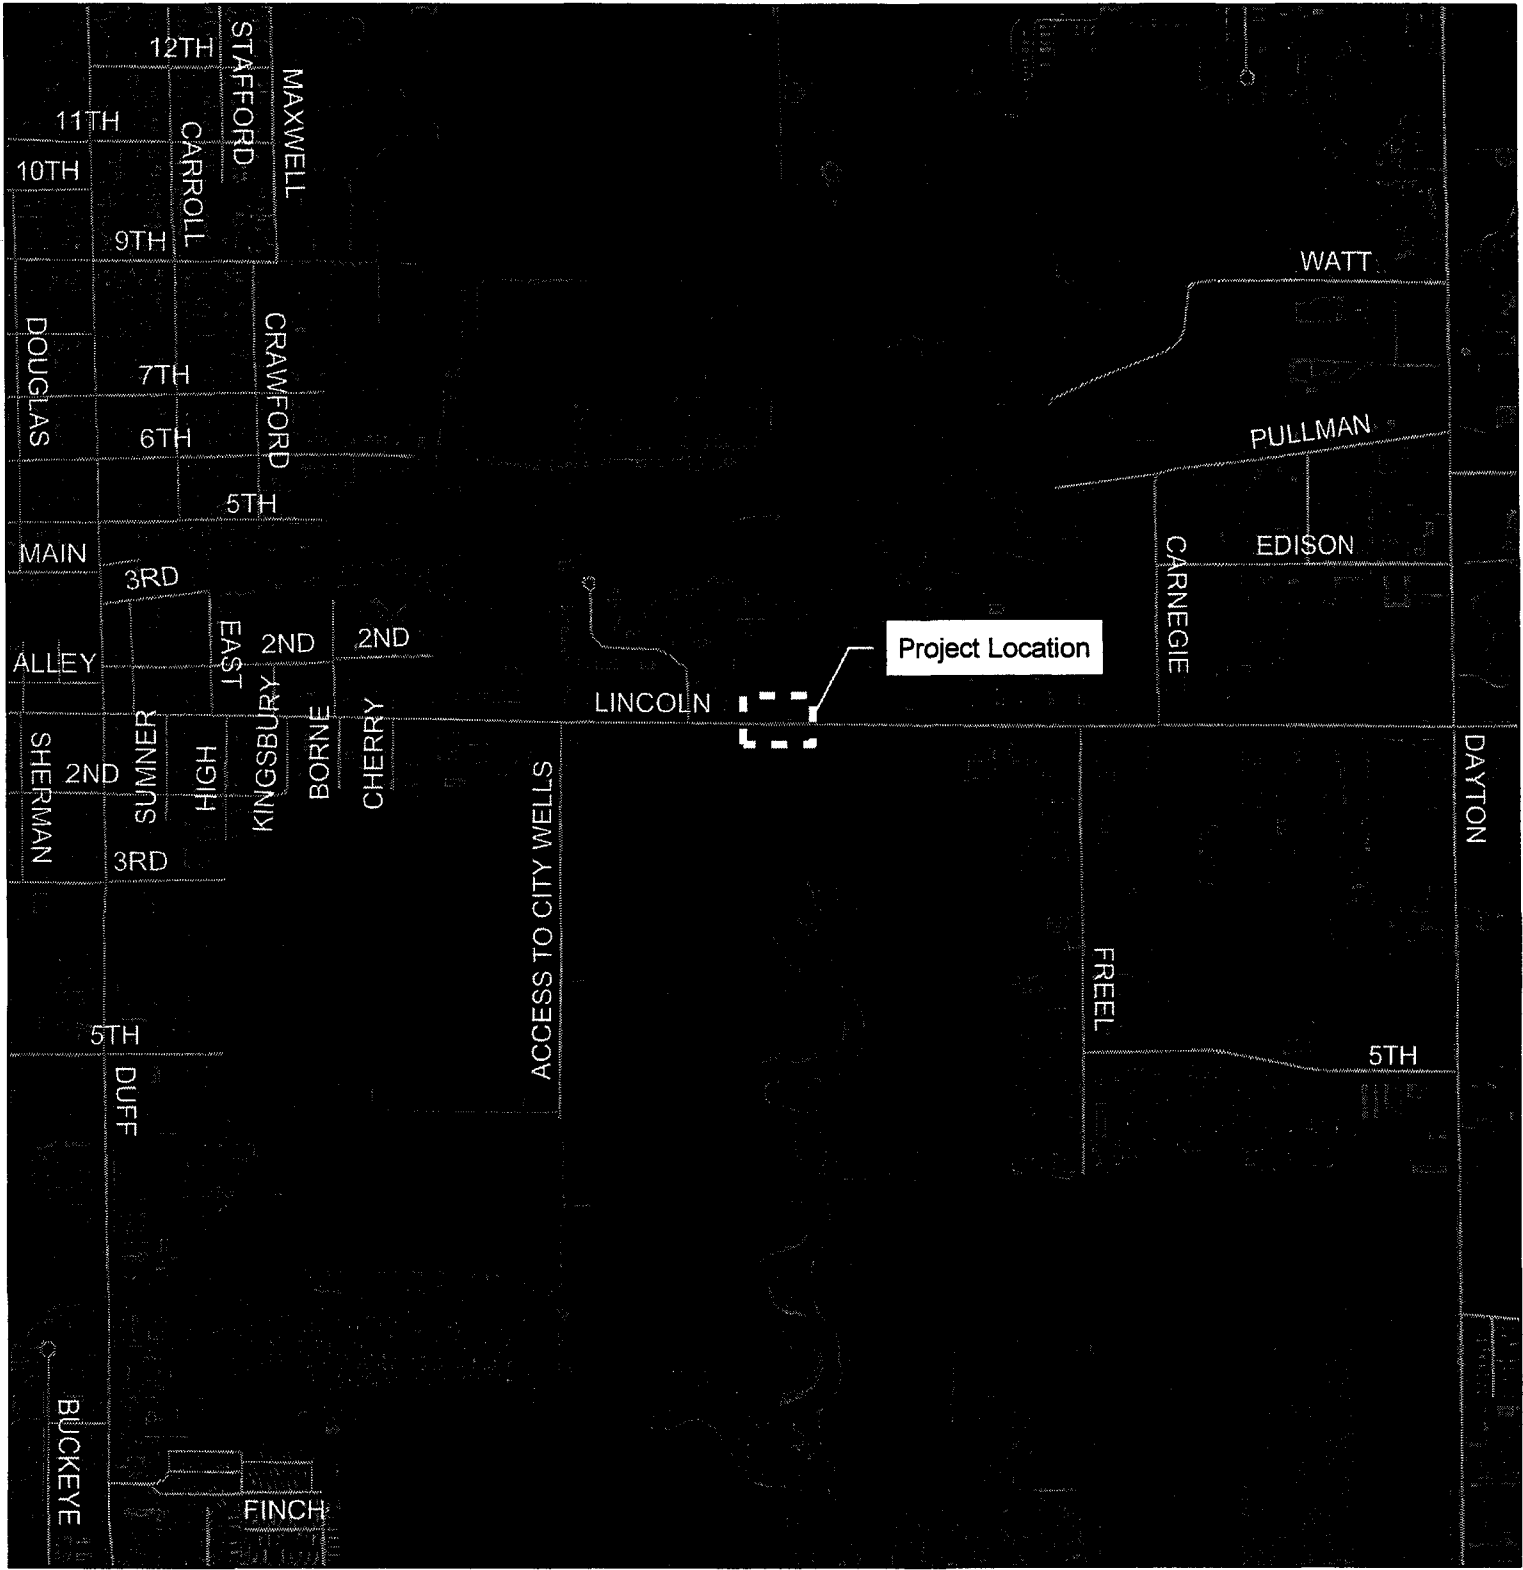 12TH
STAFFORD
MAXWELL
11TH
CARROLL
10TH
9TH
WATT
DOUGLAS
CRAWFORD
7TH
PULLMAN
6TH
5TH
MAIN
CARNEGIE
EDISON
3RD
EAST
2ND
2ND
Project Location
ALLEY
KINGSBURY
LINCOLN
BORNE
CHERRY
SUMNER
HIGH
SHERMAN
2ND
DAYTON
ACCESS TO CITY WELLS
3RD
FREEL
5TH
5TH
DUFF
BUCKEYE
FINCH